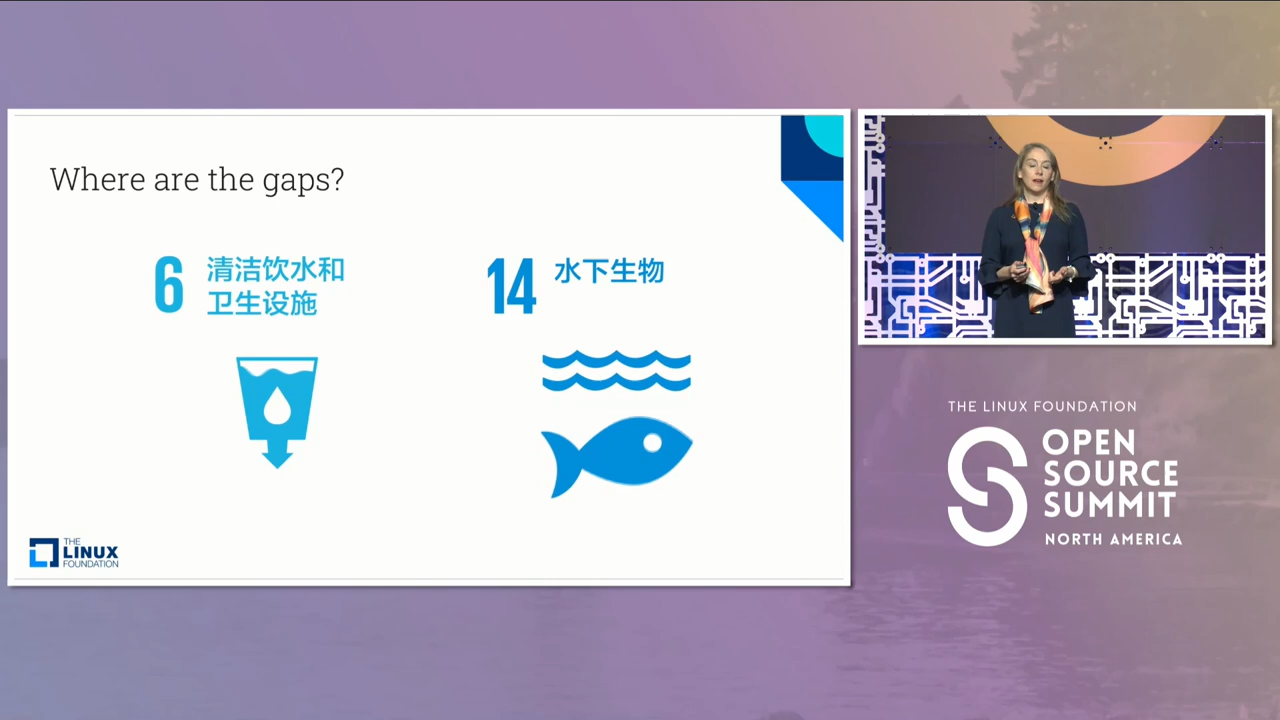 Where are the gaps?
6
清洁饮水和
卫生设施
14
水下生物
THE
LINUX
FOUNDATION
THE LINUX FOUNDATION
OPEN
SOURCE
SUMMIT
NORTH AMERICA